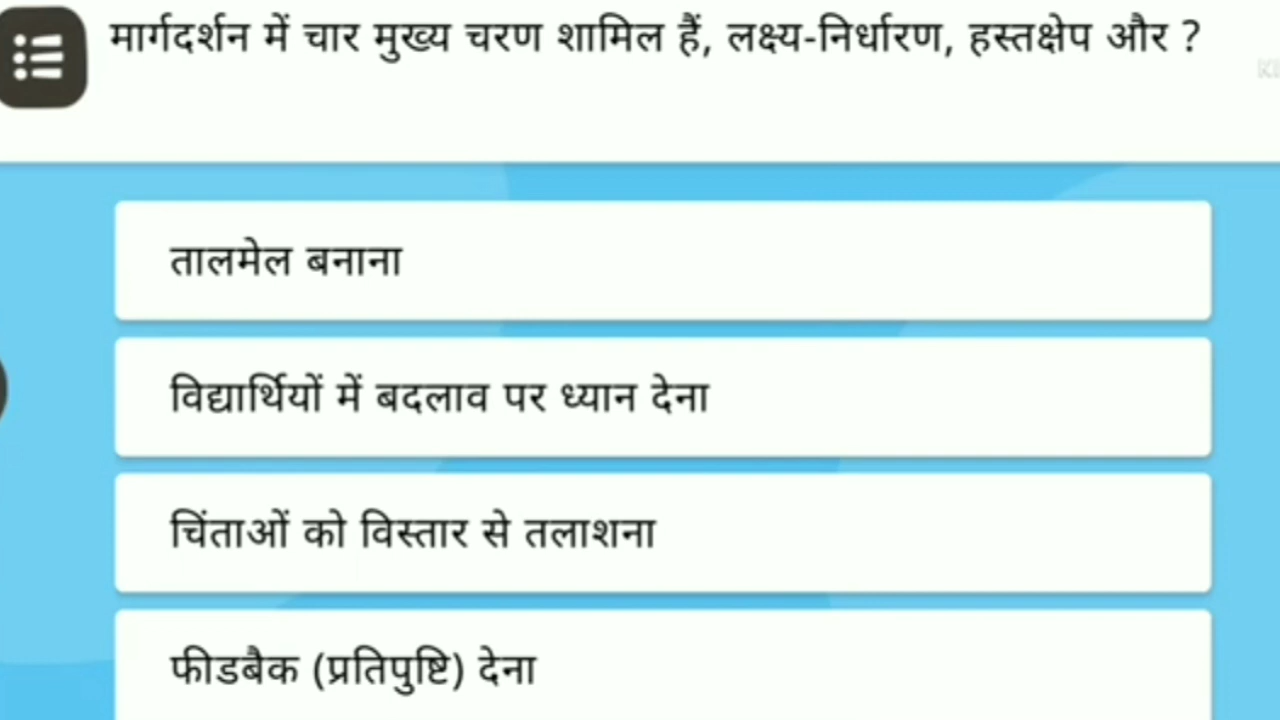 मार्गदर्शन में चार मुख्य चरण शामिल हैं, लक्ष्य-निर्धारण, हस्तक्षेप और ?
तालमेल बनाना
विद्यार्थियों में बदलाव पर ध्यान देना
चिंताओं को विस्तार से तलाशना
फीडबैक (प्रतिपुष्टि) देना